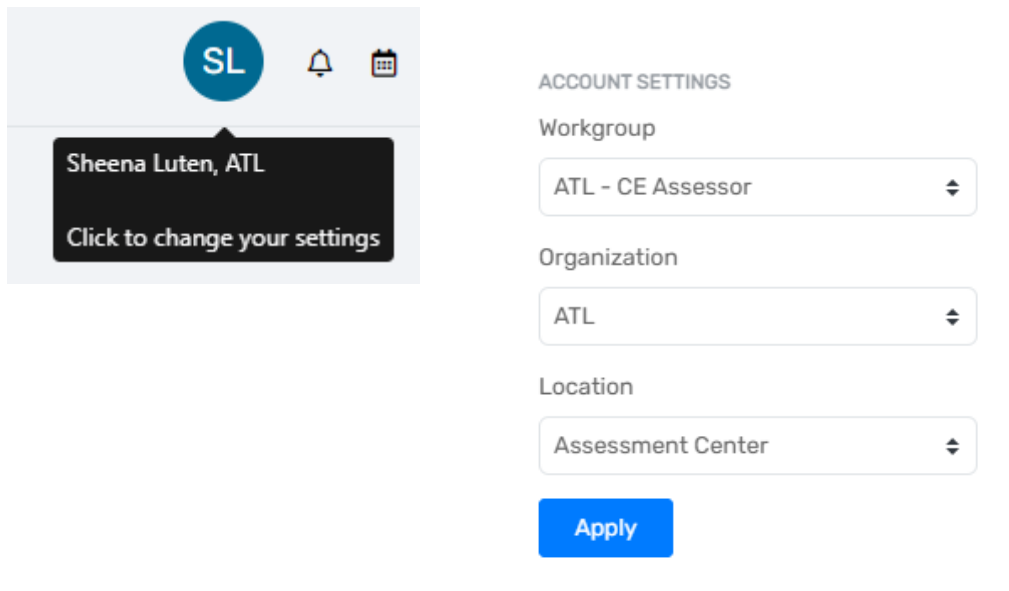 SL
Sheena Luten, ATL
Click to change your settings
ACCOUNT SETTINGS
Workgroup
ATL - CE Assessor
Organization
ATL
Location
Assessment Center
Apply